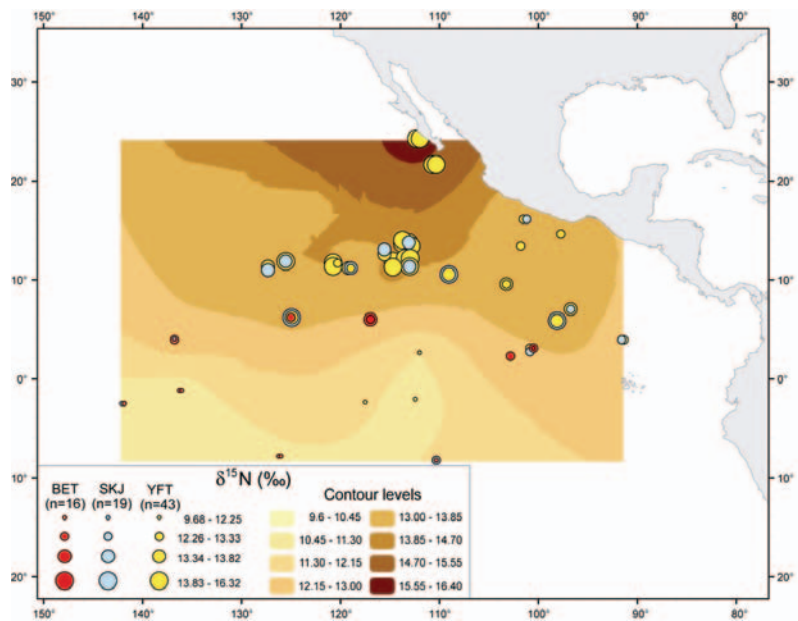 150° 140° 130° 120° 110° 100° 90° 80°
30° 30°
20° 20°
10° 10°
0° 0°
10° 10°
20° 20°
δ15N (‰)
BET SKJ YFT
(n=16) (n=19) (n=43)
9.68 - 12.25
12.26 - 13.33
13.34 - 13.82
13.83 - 16.32
Contour levels
9.6 - 10.45 13.00 - 13.85
10.45 - 11.30 13.85 - 14.70
11.30 - 12.15 14.70 - 15.55
12.15 - 13.00 15.55 - 16.40
150° 140° 130° 120° 110° 100° 90° 80°